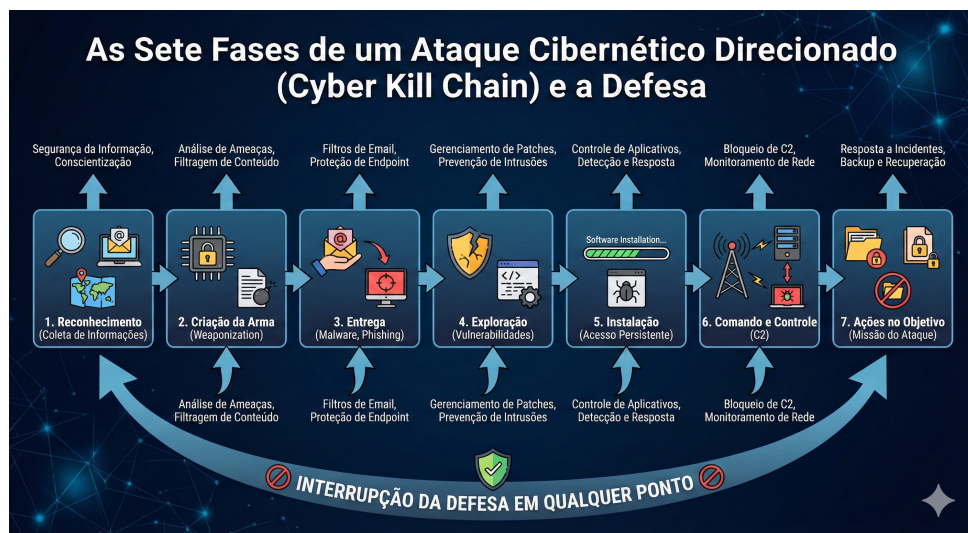 As Sete Fases de um Ataque Cibernético Direcionado
(Cyber Kill Chain) e a Defesa
Segurança da Informação,
Conscientização
Análise de Ameaças,
Filtragem de Conteúdo
Filtros de Email,
Proteção de Endpoint
Gerenciamento de Patches,
Prevenção de Intrusões
Controle de Aplicativos,
Detecção e Resposta
Bloqueio de C2,
Monitoramento de Rede
Resposta a Incidentes,
Backup e Recuperação
@
1. Reconhecimento
(Coleta de Informações)
2. Criação da Arma
(Weaponization)
@
3. Entrega
(Malware, Phishing)
</>
4. Exploração
(Vulnerabilidades)
Software Installation...
5. Instalação
(Acesso Persistente)
6. Comando e Controle
(C2)
7. Ações no Objetivo
(Missão do Ataque)
Análise de Ameaças,
Filtragem de Conteúdo
Filtros de Email,
Proteção de Endpoint
Gerenciamento de Patches,
Prevenção de Intrusões
Controle de Aplicativos,
Detecção e Resposta
Bloqueio de C2,
Monitoramento de Rede
INTERRUPÇÃO DA DEFESA EM QUALQUER PONTO